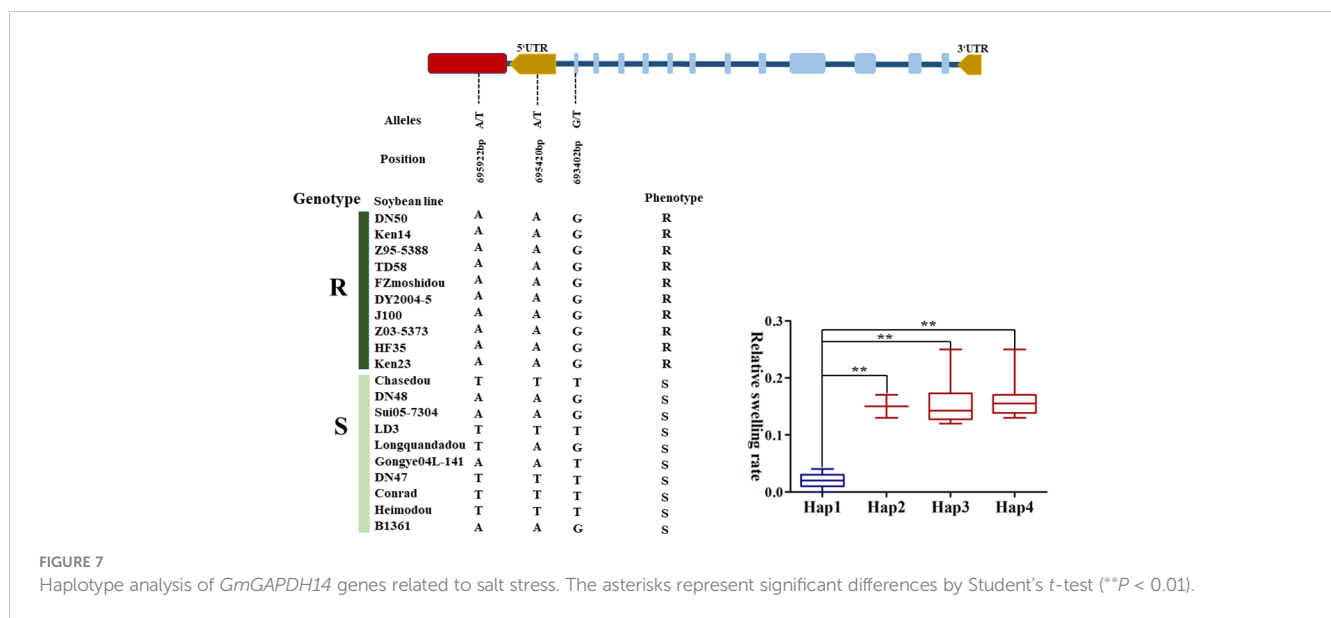 5'UTR
3'UTR
Alleles A/T A/T G/T
Position 695922bp 695420bp 693402bp
Genotype Soybean line Phenotype
DN50 A A G R
Ken14 A A G R
Z95-5388 A A G R
TD58 A A G R
R
FZmoshidou A A G R
DY2004-5 A A G R
J100 A A G R
Z03-5373 A A G R
HF35 A A G R
Ken23 A A G R
Chasedou T T T S
DN48 A A G S
Sui05-7304 A A G S
S
LD3 T T T S
Longquandadou T A G S
Gongye04L-141 A A T S
DN47 T T T S
Conrad T T T S
Heimodou T T T S
B1361 A A G S
Relative swelling rate
0.3
0.2
0.1
0.0
**
**
**
Hap1 Hap2 Hap3 Hap4
FIGURE 7
Haplotype analysis of GmGAPDH14 genes related to salt stress. The asterisks represent significant differences by Student's t-test (**P < 0.01).